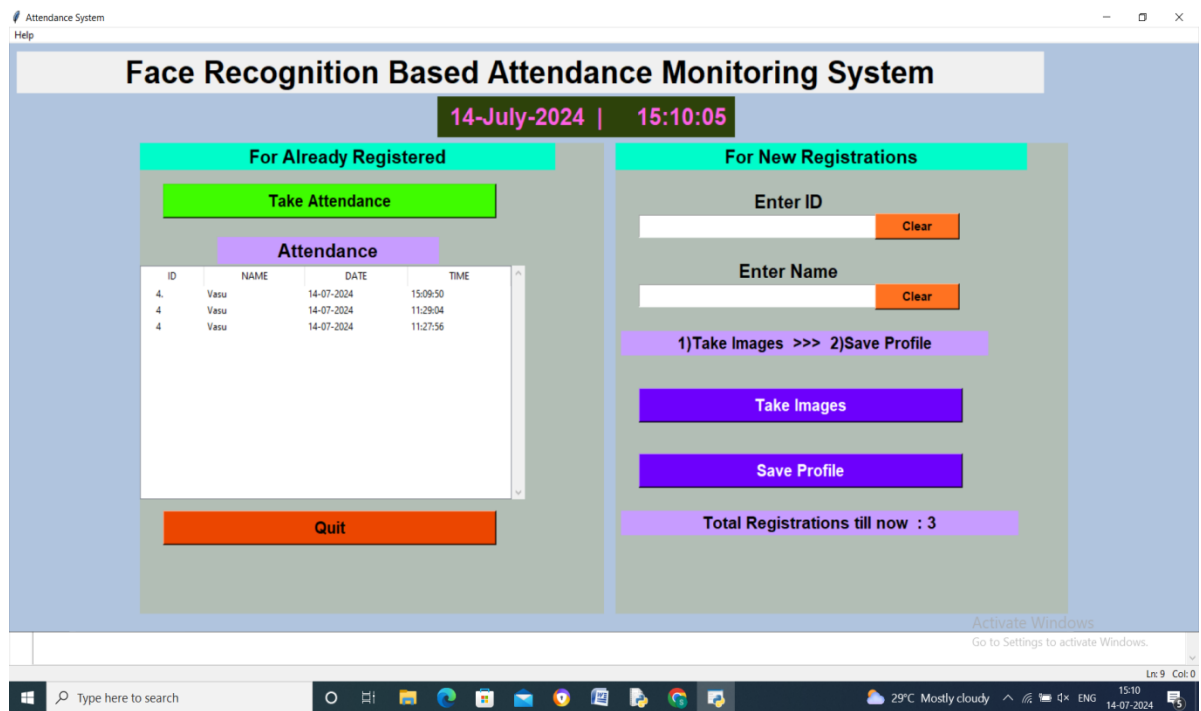 Attendance System
Help
Face Recognition Based Attendance Monitoring System
14-July-2024 | 15:10:05
For Already Registered
Take Attendance
Attendance
ID NAME DATE TIME
4. Vasu 14-07-2024 15:09:50
4 Vasu 14-07-2024 11:29:04
4 Vasu 14-07-2024 11:27:56
Quit
For New Registrations
Enter ID
Clear
Enter Name
Clear
1)Take Images >>> 2)Save Profile
Take Images
Save Profile
Total Registrations till now : 3
Activate Windows
Go to Settings to activate Windows.
Ln: 9 Col: 0
Type here to search
29°C Mostly cloudy
ENG
15:10
14-07-2024
5